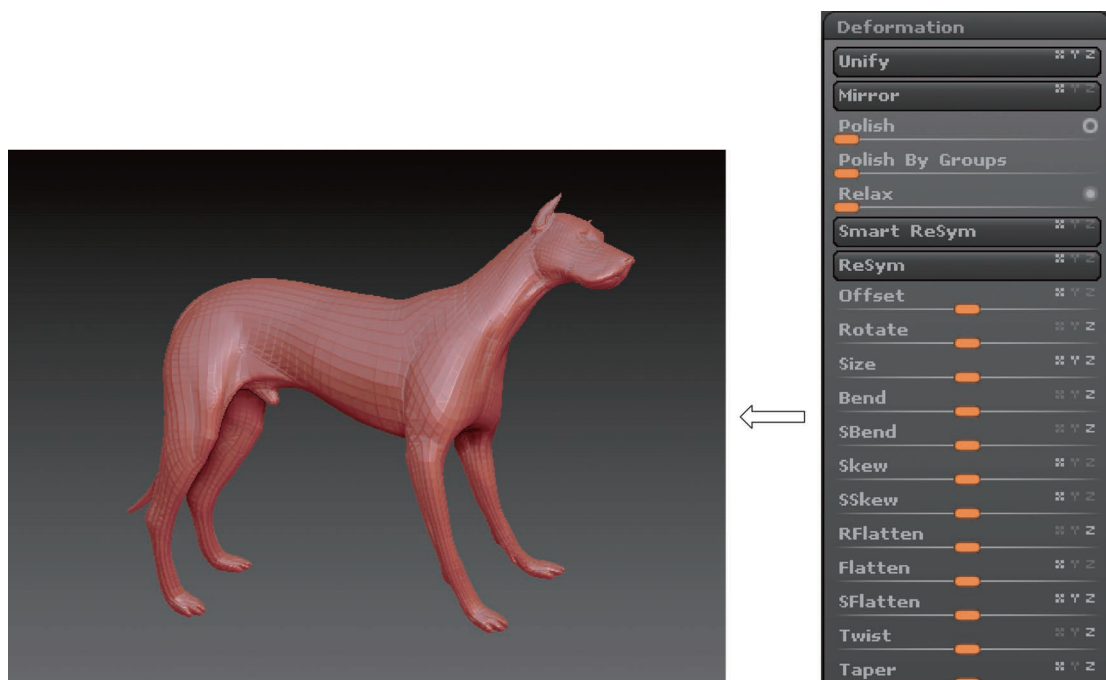 Deformation
Unify X Y Z
Mirror X Y Z
Polish
Polish By Groups
Relax
Smart ReSym X Y Z
ReSym X Y Z
Offset X Y Z
Rotate X Y Z
Size X Y Z
Bend X Y Z
SBend X Y Z
Skew X Y Z
SSkew X Y Z
RFlatten X Y Z
Flatten X Y Z
SFlatten X Y Z
Twist X Y Z
Taper X Y Z